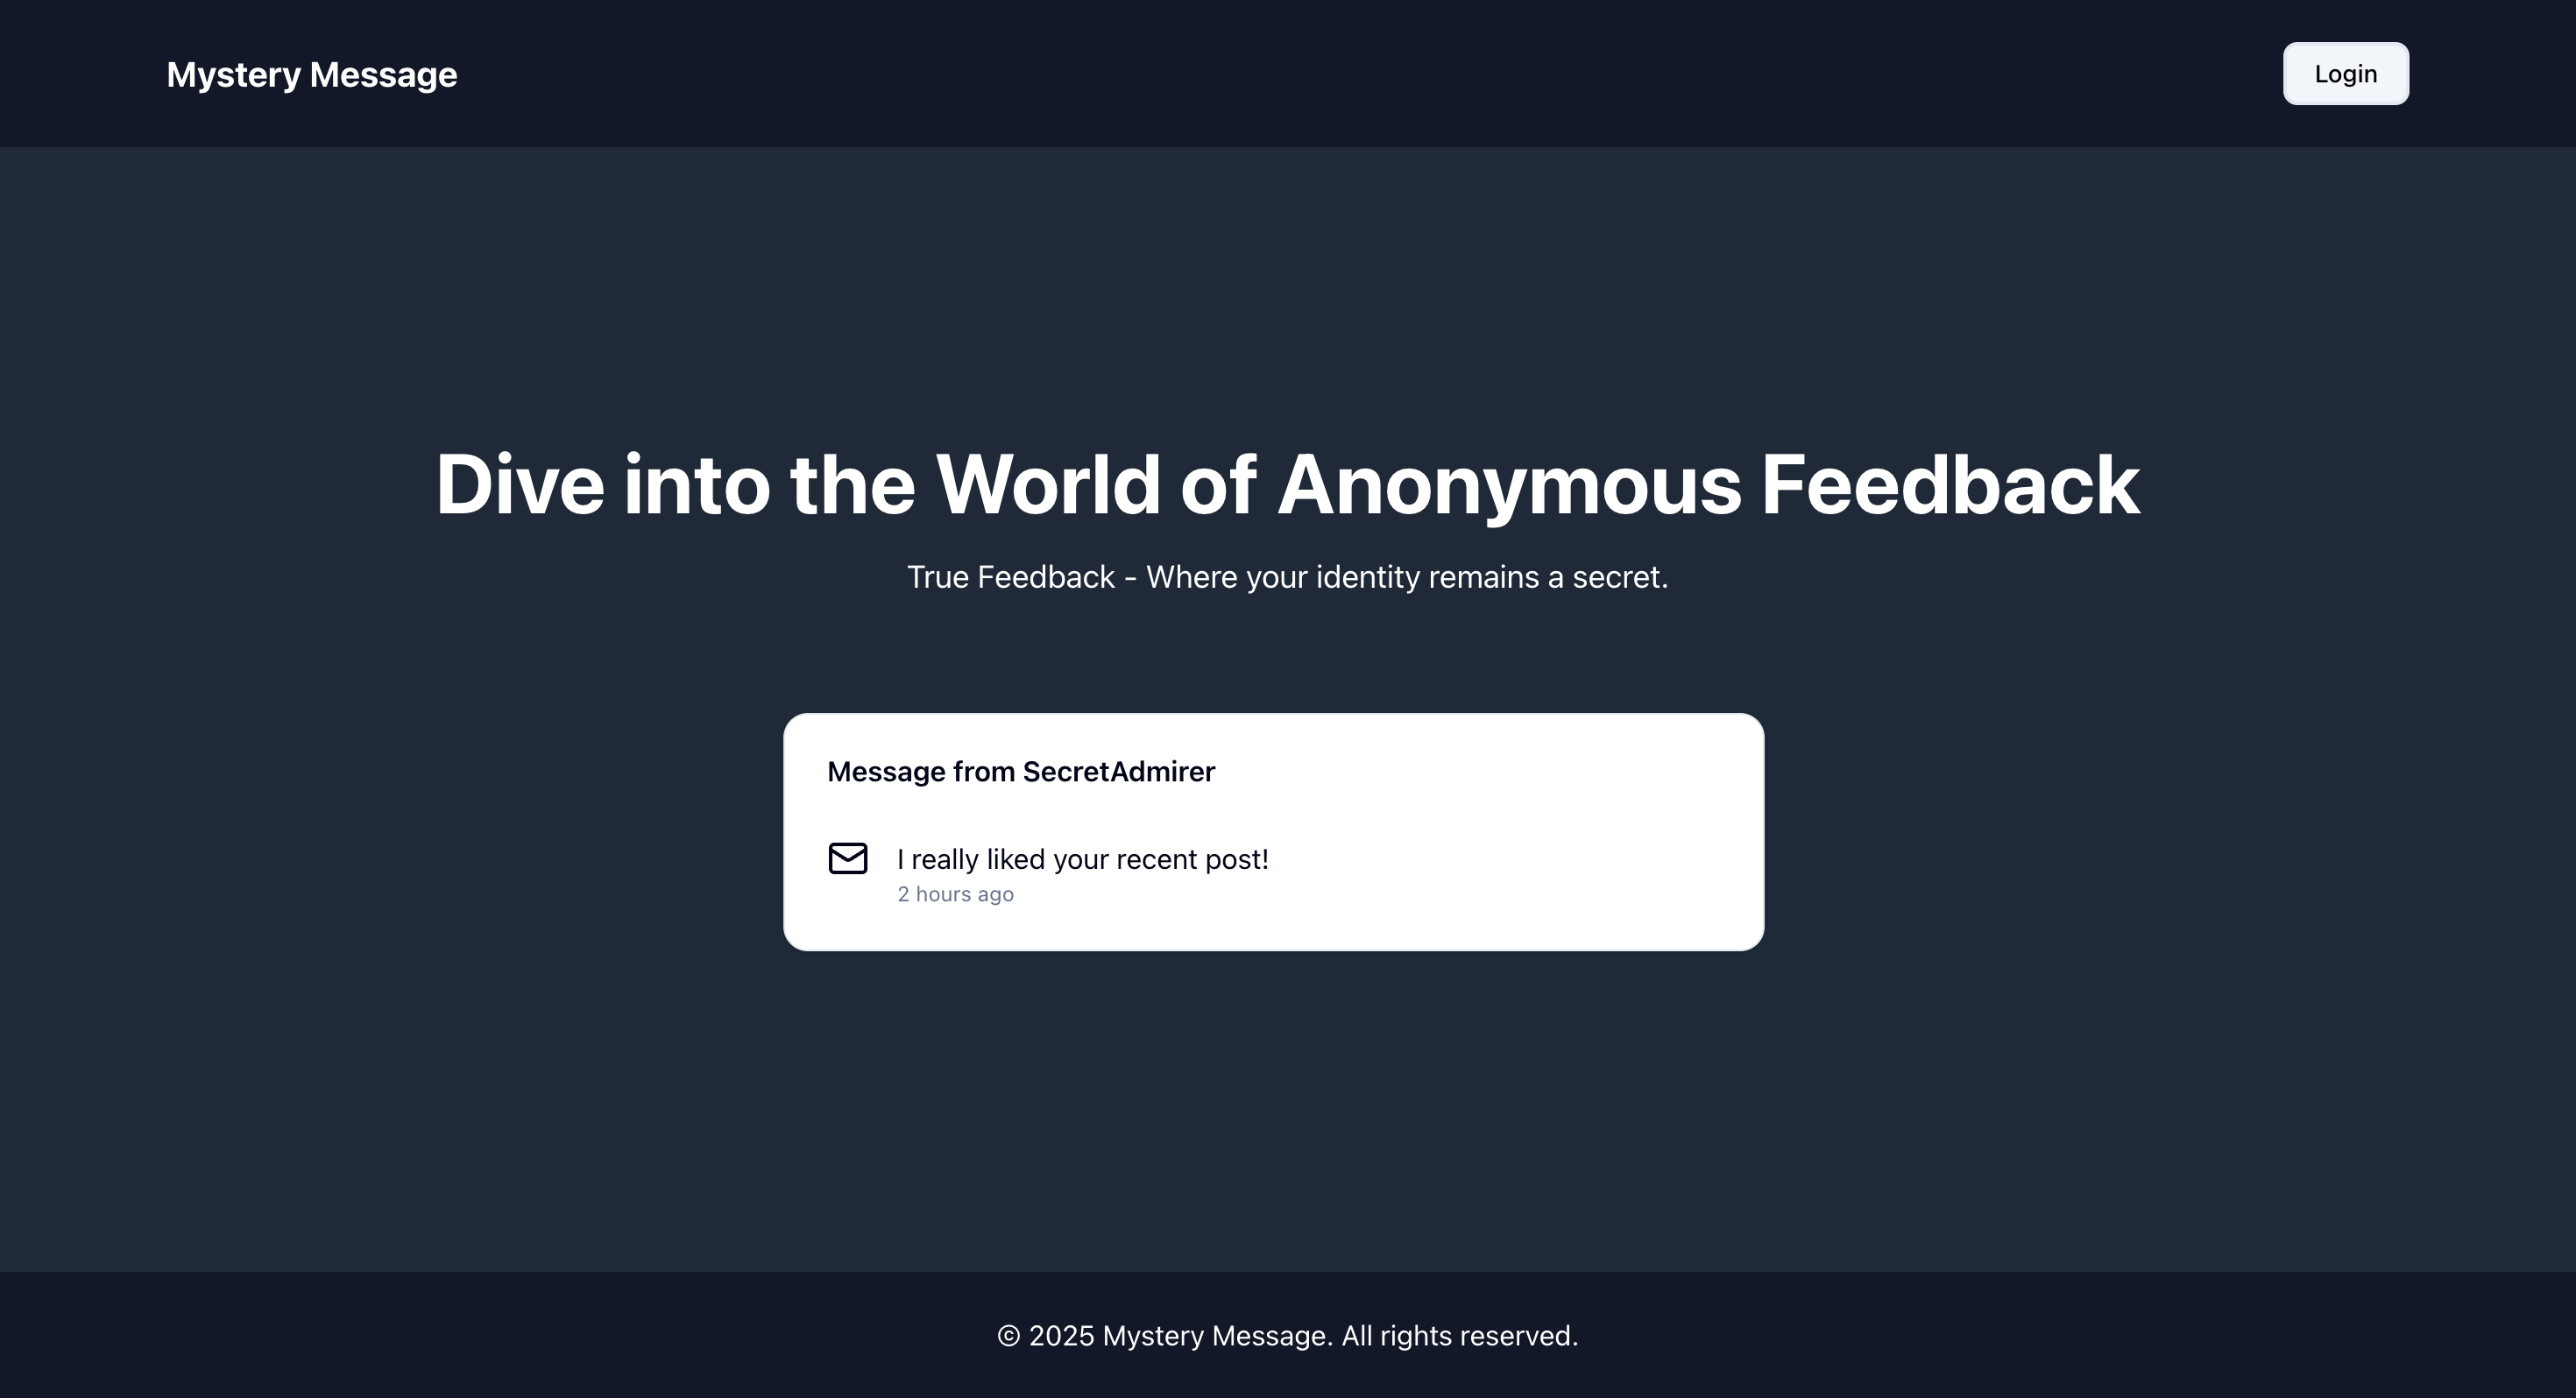 Mystery Message
Login
Dive into the World of Anonymous Feedback
True Feedback - Where your identity remains a secret.
Message from SecretAdmirer
I really liked your recent post!
2 hours ago
© 2025 Mystery Message. All rights reserved.